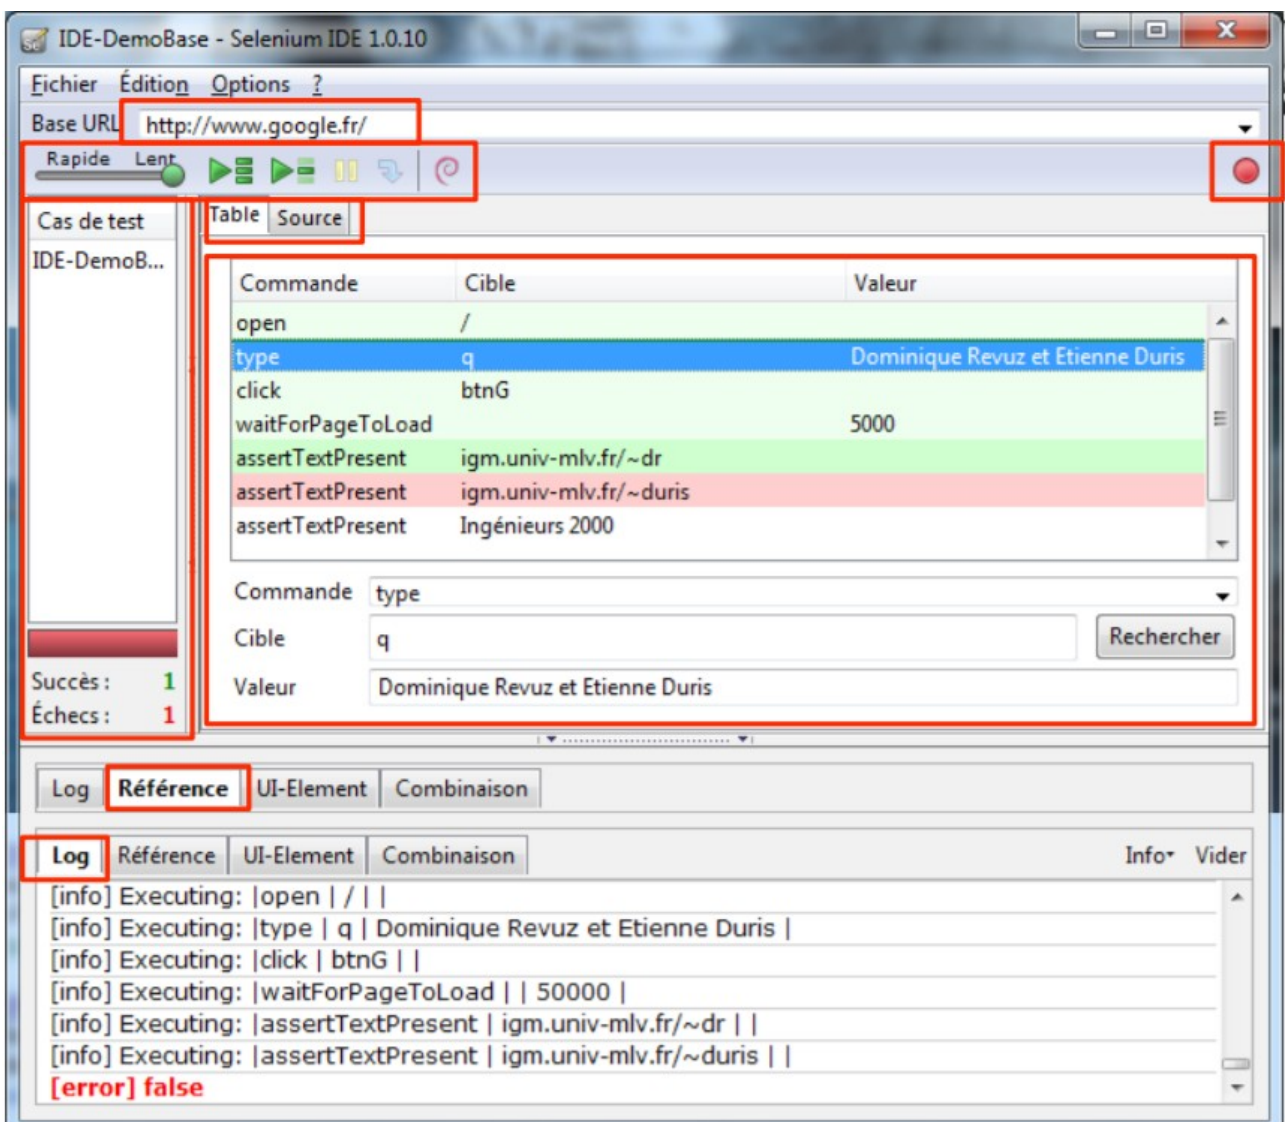 IDE-DemoBase - Selenium IDE 1.0.10
Fichier Édition Options ?
Base URL http://www.google.fr/
Rapide Lent
Cas de test
IDE-DemoB...
Table Source
Commande Cible Valeur
open /
type q Dominique Revuz et Etienne Duris
click btnG
waitForPageToLoad 5000
assertTextPresent igm.univ-mlv.fr/~dr
assertTextPresent igm.univ-mlv.fr/~duris
assertTextPresent Ingénieurs 2000
Commande type
Cible q Rechercher
Valeur Dominique Revuz et Etienne Duris
Succès : 1
Échecs : 1
Log Référence UI-Element Combinaison
Log Référence UI-Element Combinaison Info Vider
[info] Executing: |open | / | |
[info] Executing: |type | q | Dominique Revuz et Etienne Duris |
[info] Executing: |click | btnG | |
[info] Executing: |waitForPageToLoad | | 50000 |
[info] Executing: |assertTextPresent | igm.univ-mlv.fr/~dr | |
[info] Executing: |assertTextPresent | igm.univ-mlv.fr/~duris | |
[error] false